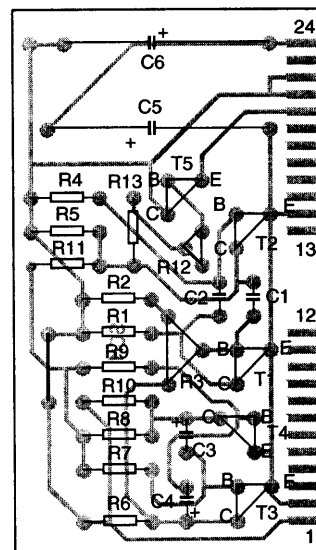 24
+
C6
C5
+
T5
R4 R13 B E
R5 C B E
R11 C T2
R12 13
R2 C2 C1
R1 12
R9 B E
R3 C T1
R10
C B
R8 + T4
C3 E
R7
C4 B E
R6 + C T3
1